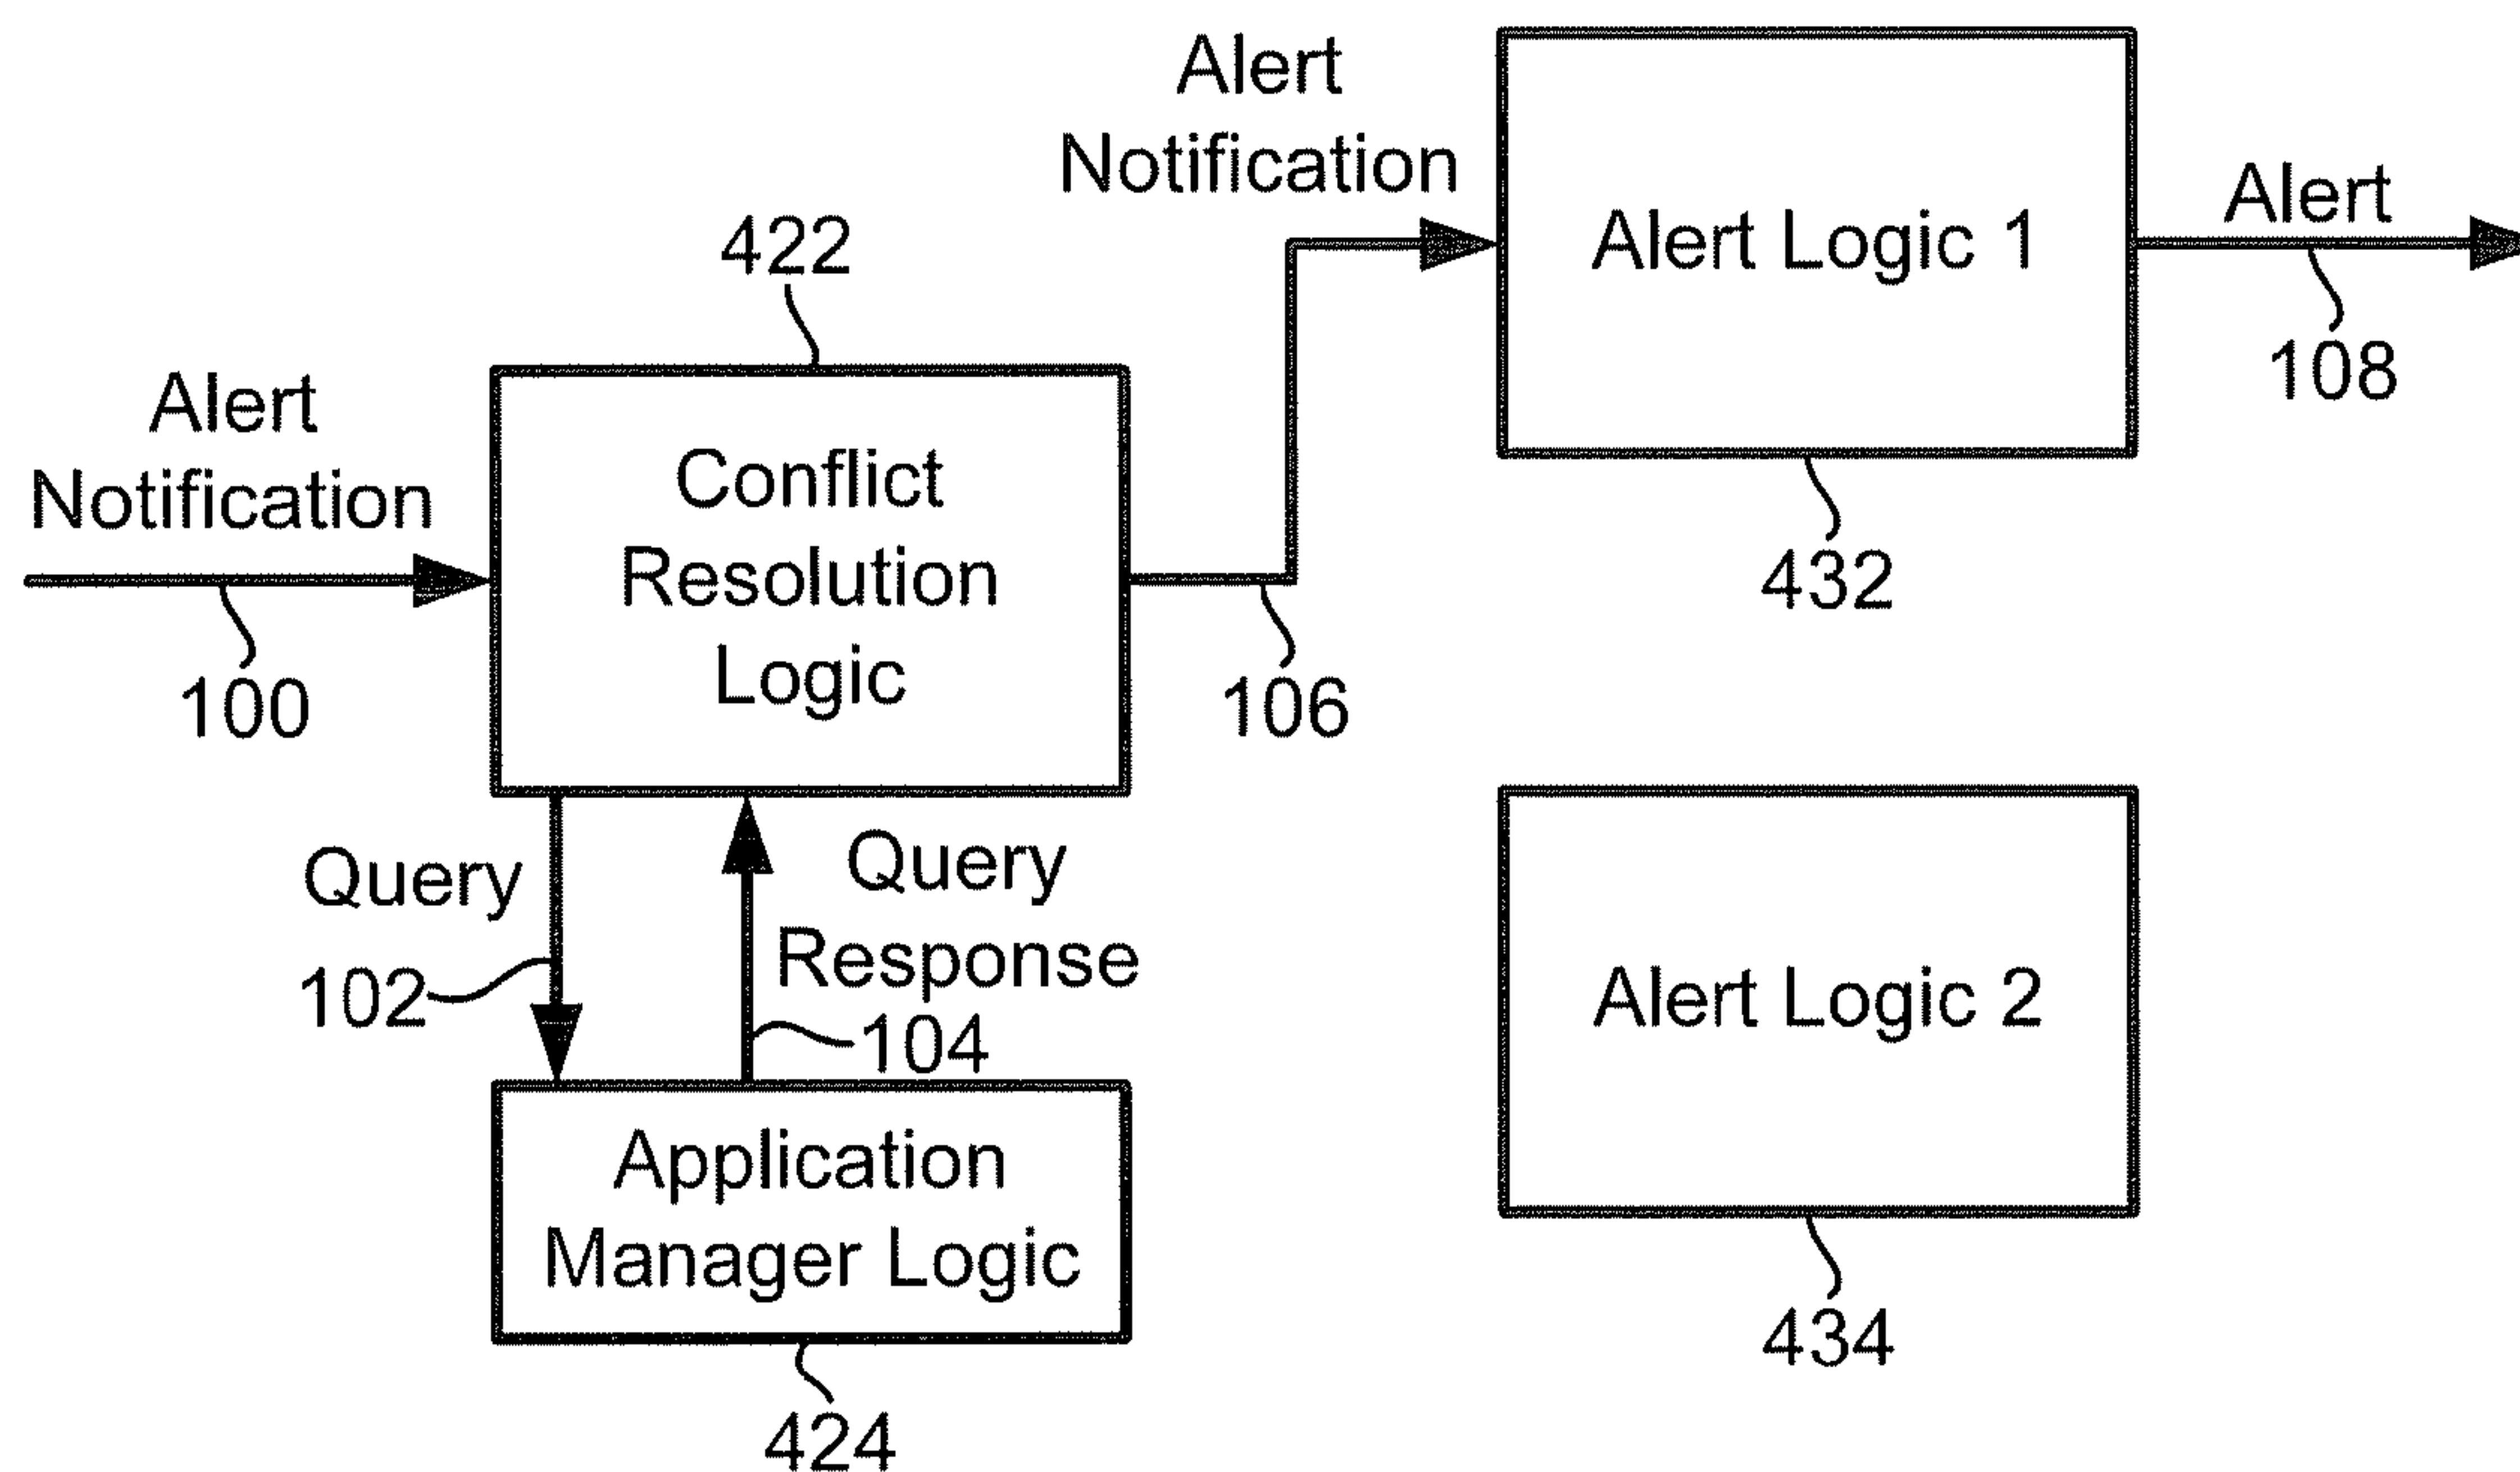 Alert
Notification
100
422
Conflict
Resolution
Logic
Query
102
Query
Response
104
Application
Manager Logic
424
Alert
Notification
106
Alert Logic 1
432
Alert
108
Alert Logic 2
434